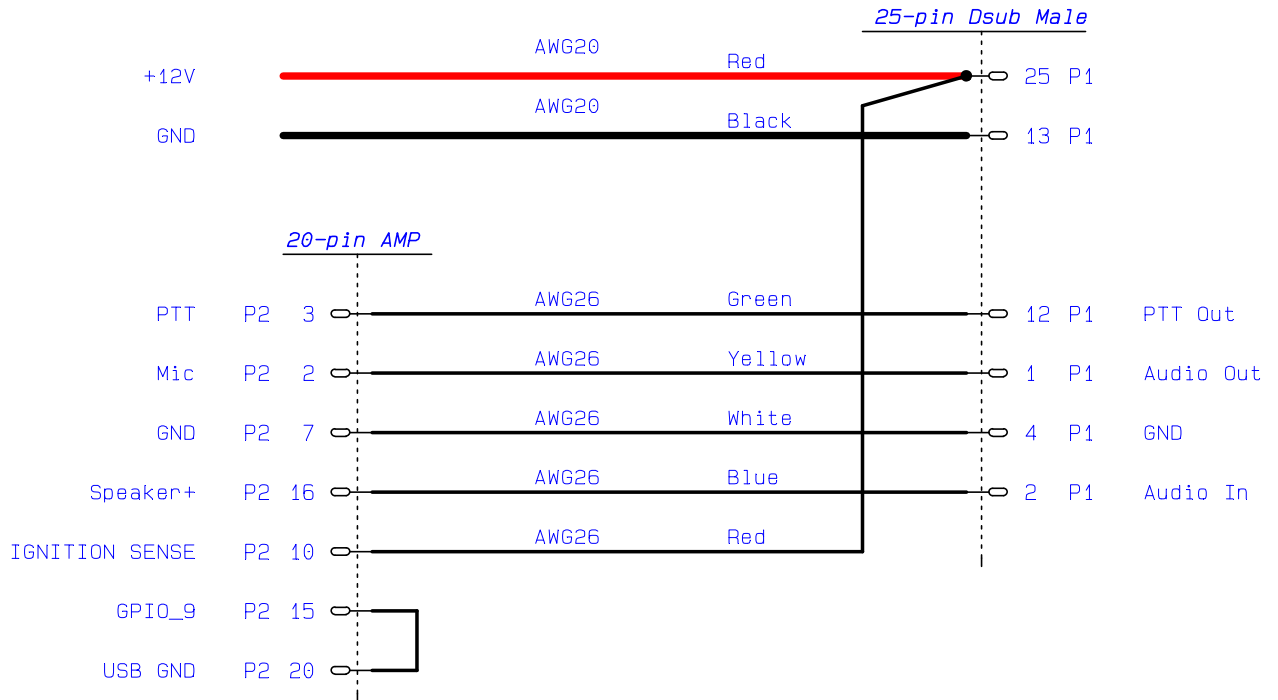 25-pin Dsub Male
AWG20
Red
+12V
25 P1
AWG20
Black
GND
13 P1
20-pin AMP
AWG26
Green
PTT P2 3
12 P1 PTT Out
AWG26
Yellow
Mic P2 2
1 P1 Audio Out
AWG26
White
GND P2 7
4 P1 GND
AWG26
Blue
Speaker+ P2 16
2 P1 Audio In
AWG26
Red
IGNITION SENSE P2 10
GPIO_9 P2 15
USB GND P2 20